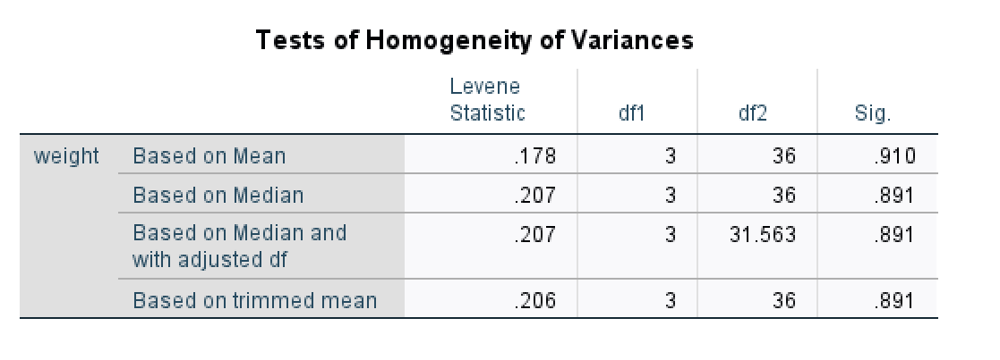 Tests of Homogeneity of Variances
Levene
Statistic df1 df2 Sig.
weight Based on Mean .178 3 36 .910
Based on Median .207 3 36 .891
Based on Median and
with adjusted df .207 3 31.563 .891
Based on trimmed mean .206 3 36 .891